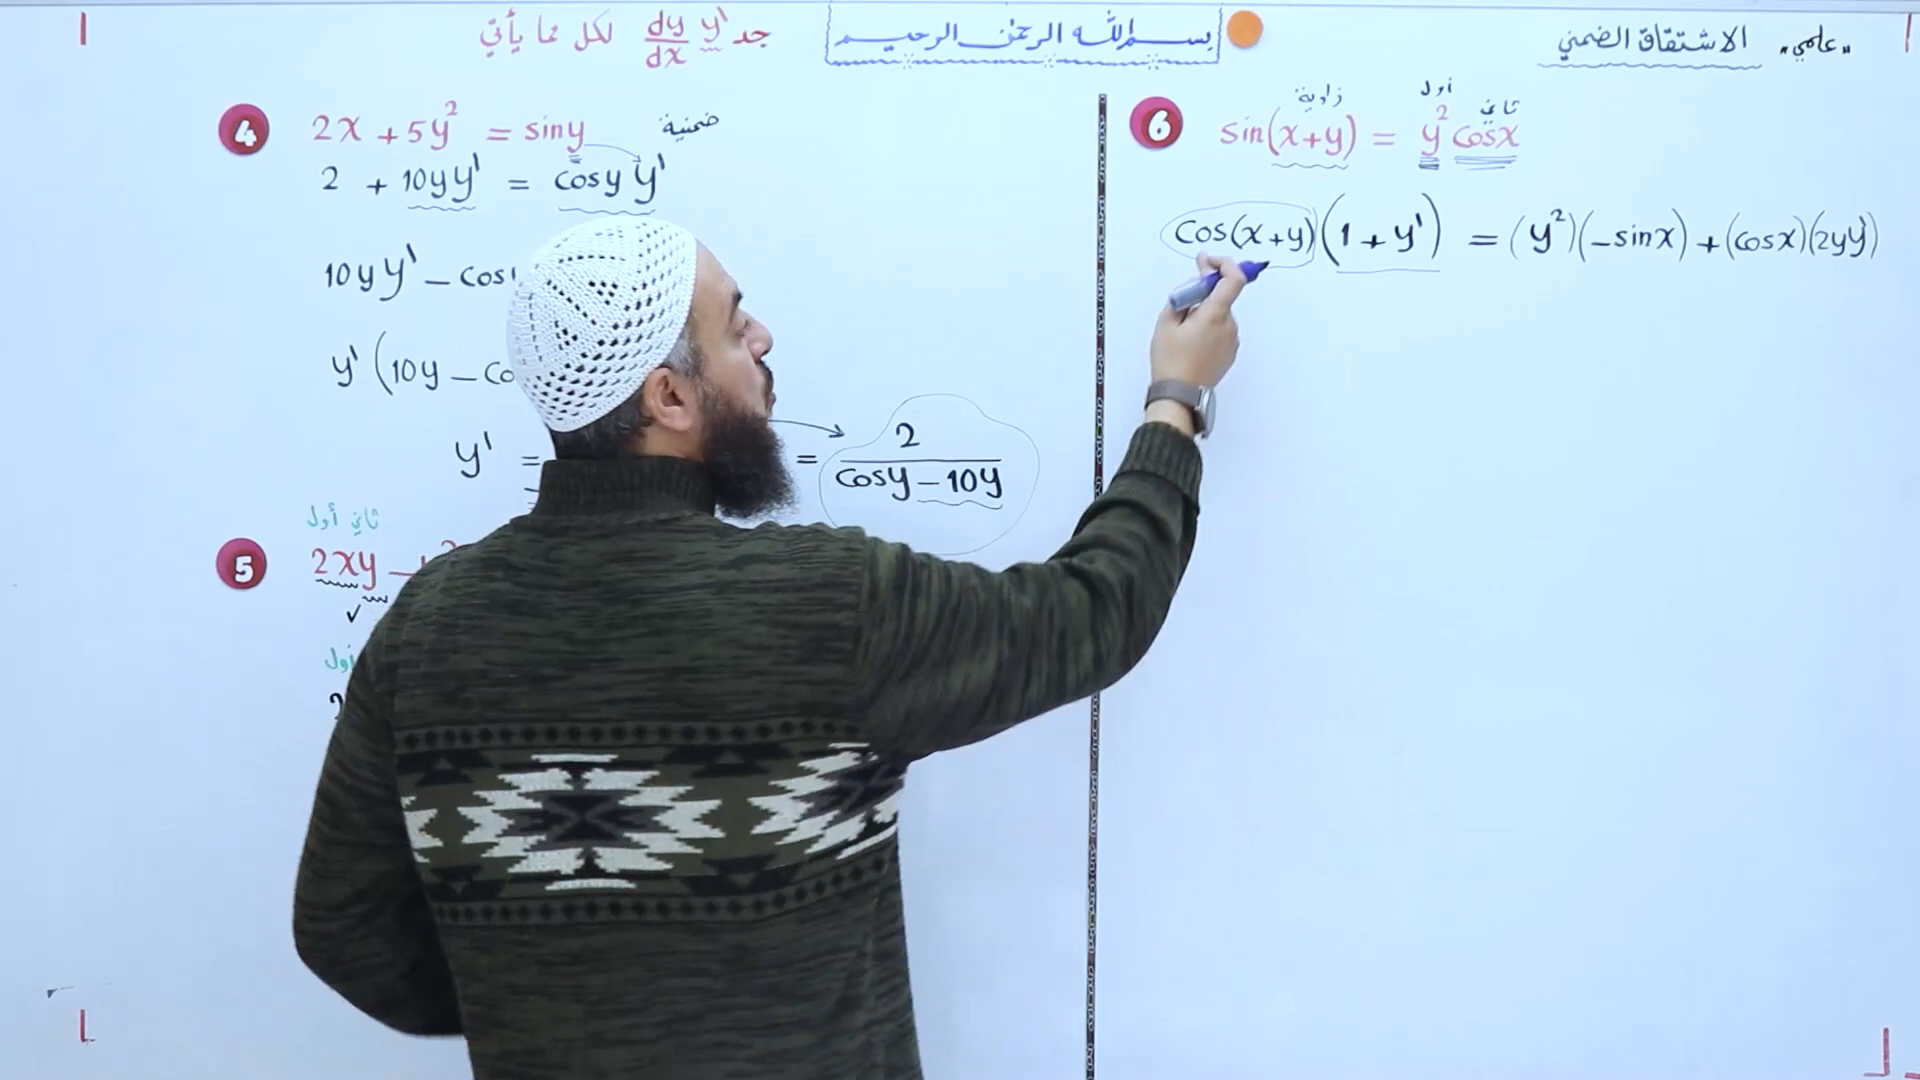 الاشتقاق الضمني "علمي"
بسم الله الرحمن الرحيم
جد y' dy/dx لكل مما يأتي
4
2x + 5y² = siny ضمنية
2 + 10yy' = cosy y'
10yy' - cos
y' (10y - co
y' = = 2/(cosy - 10y)
ثاني أول
5 2xy -
أول
زاوية أول ثاني
6 sin(x+y) = y² cosx
cos(x+y)(1 + y') = (y²)(-sinx) + (cosx)(2yy')